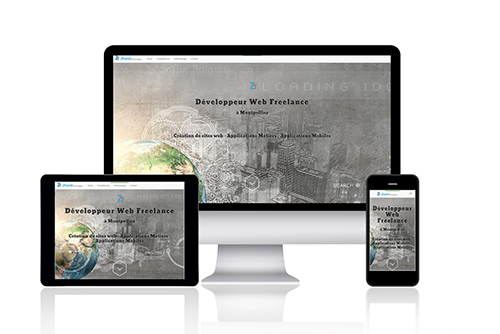 LOADING 100
Développeur Web Freelance
à Montpellier
Création de sites web - Applications Métiers - Applications Mobiles
SEARCH
Développeur Web Freelance
à Montpellier
Création de sites web - Applications Métiers
Applications Mobiles
Développeur
Web
Freelance
à Montpellier
Création de sites web
Applications Métiers
Applications Mobiles